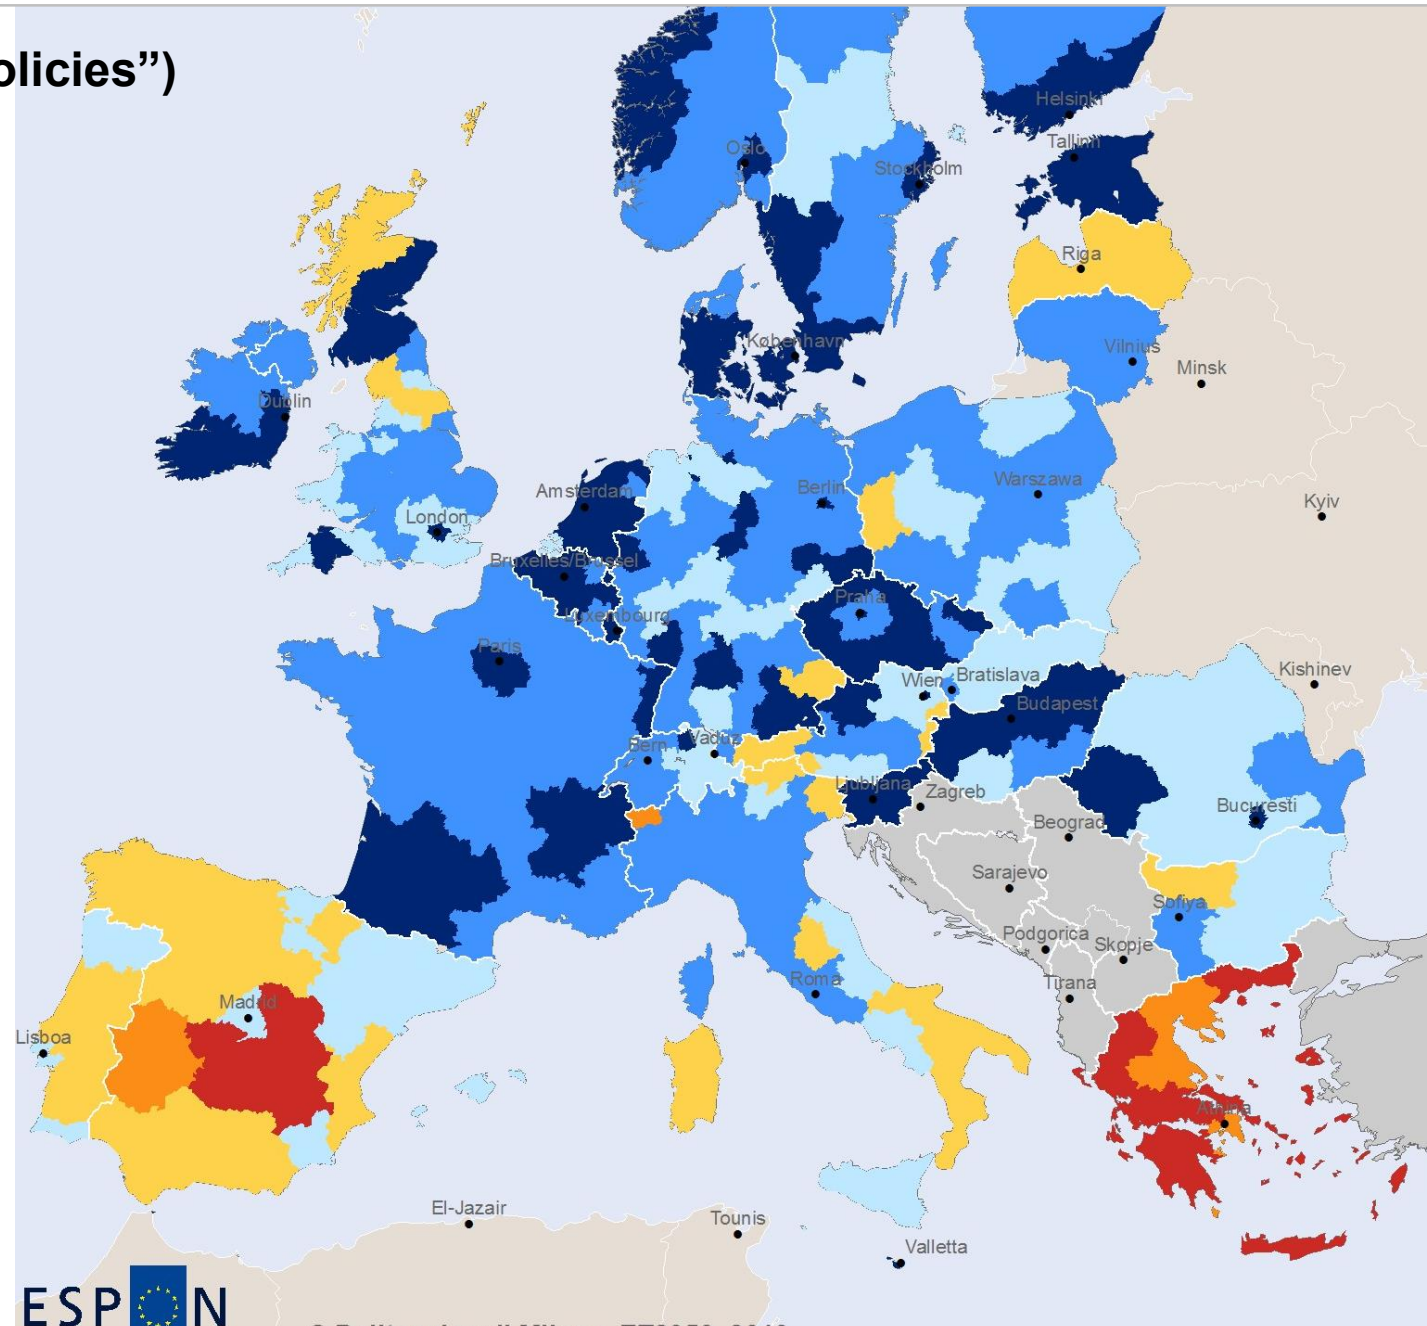 olicies”)
Helsinki
Tallinn
Oslo
Stockholm
Riga
København
Vilnius
Minsk
Dublin
Amsterdam
Berlin
Warszawa
London
Kyiv
Bruxelles/Brussel
Praha
Luxembourg
Paris
Kishinev
Wien
Bratislava
Budapest
Bern
Vaduz
Ljubljana
Zagreb
Bucuresti
Beograd
Sarajevo
Sofiya
Podgorica
Skopje
Roma
Tirana
Madrid
Lisboa
Athina
El-Jazair
Tounis
Valletta
ESPON